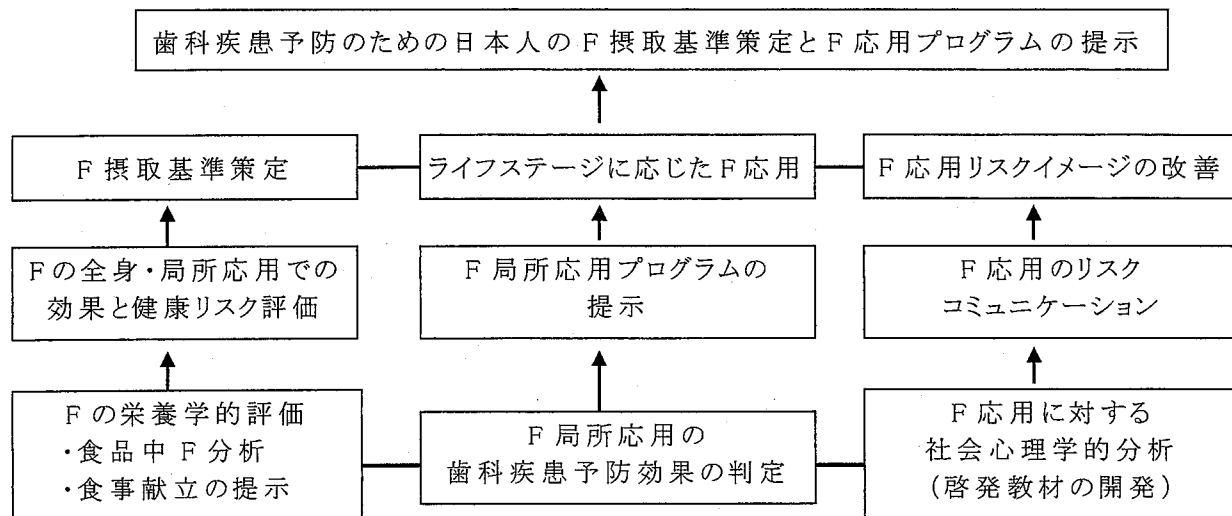 歯科疾患予防のための日本人のF摂取基準策定とF応用プログラムの提示
F摂取基準策定
ライフステージに応じたF応用
F応用リスクイメージの改善
Fの全身・局所応用での
効果と健康リスク評価
F局所応用プログラムの
提示
F応用のリスク
コミュニケーション
Fの栄養学的評価
・食品中F分析
・食事献立の提示
F局所応用の
歯科疾患予防効果の判定
F応用に対する
社会心理学的分析
(啓発教材の開発)